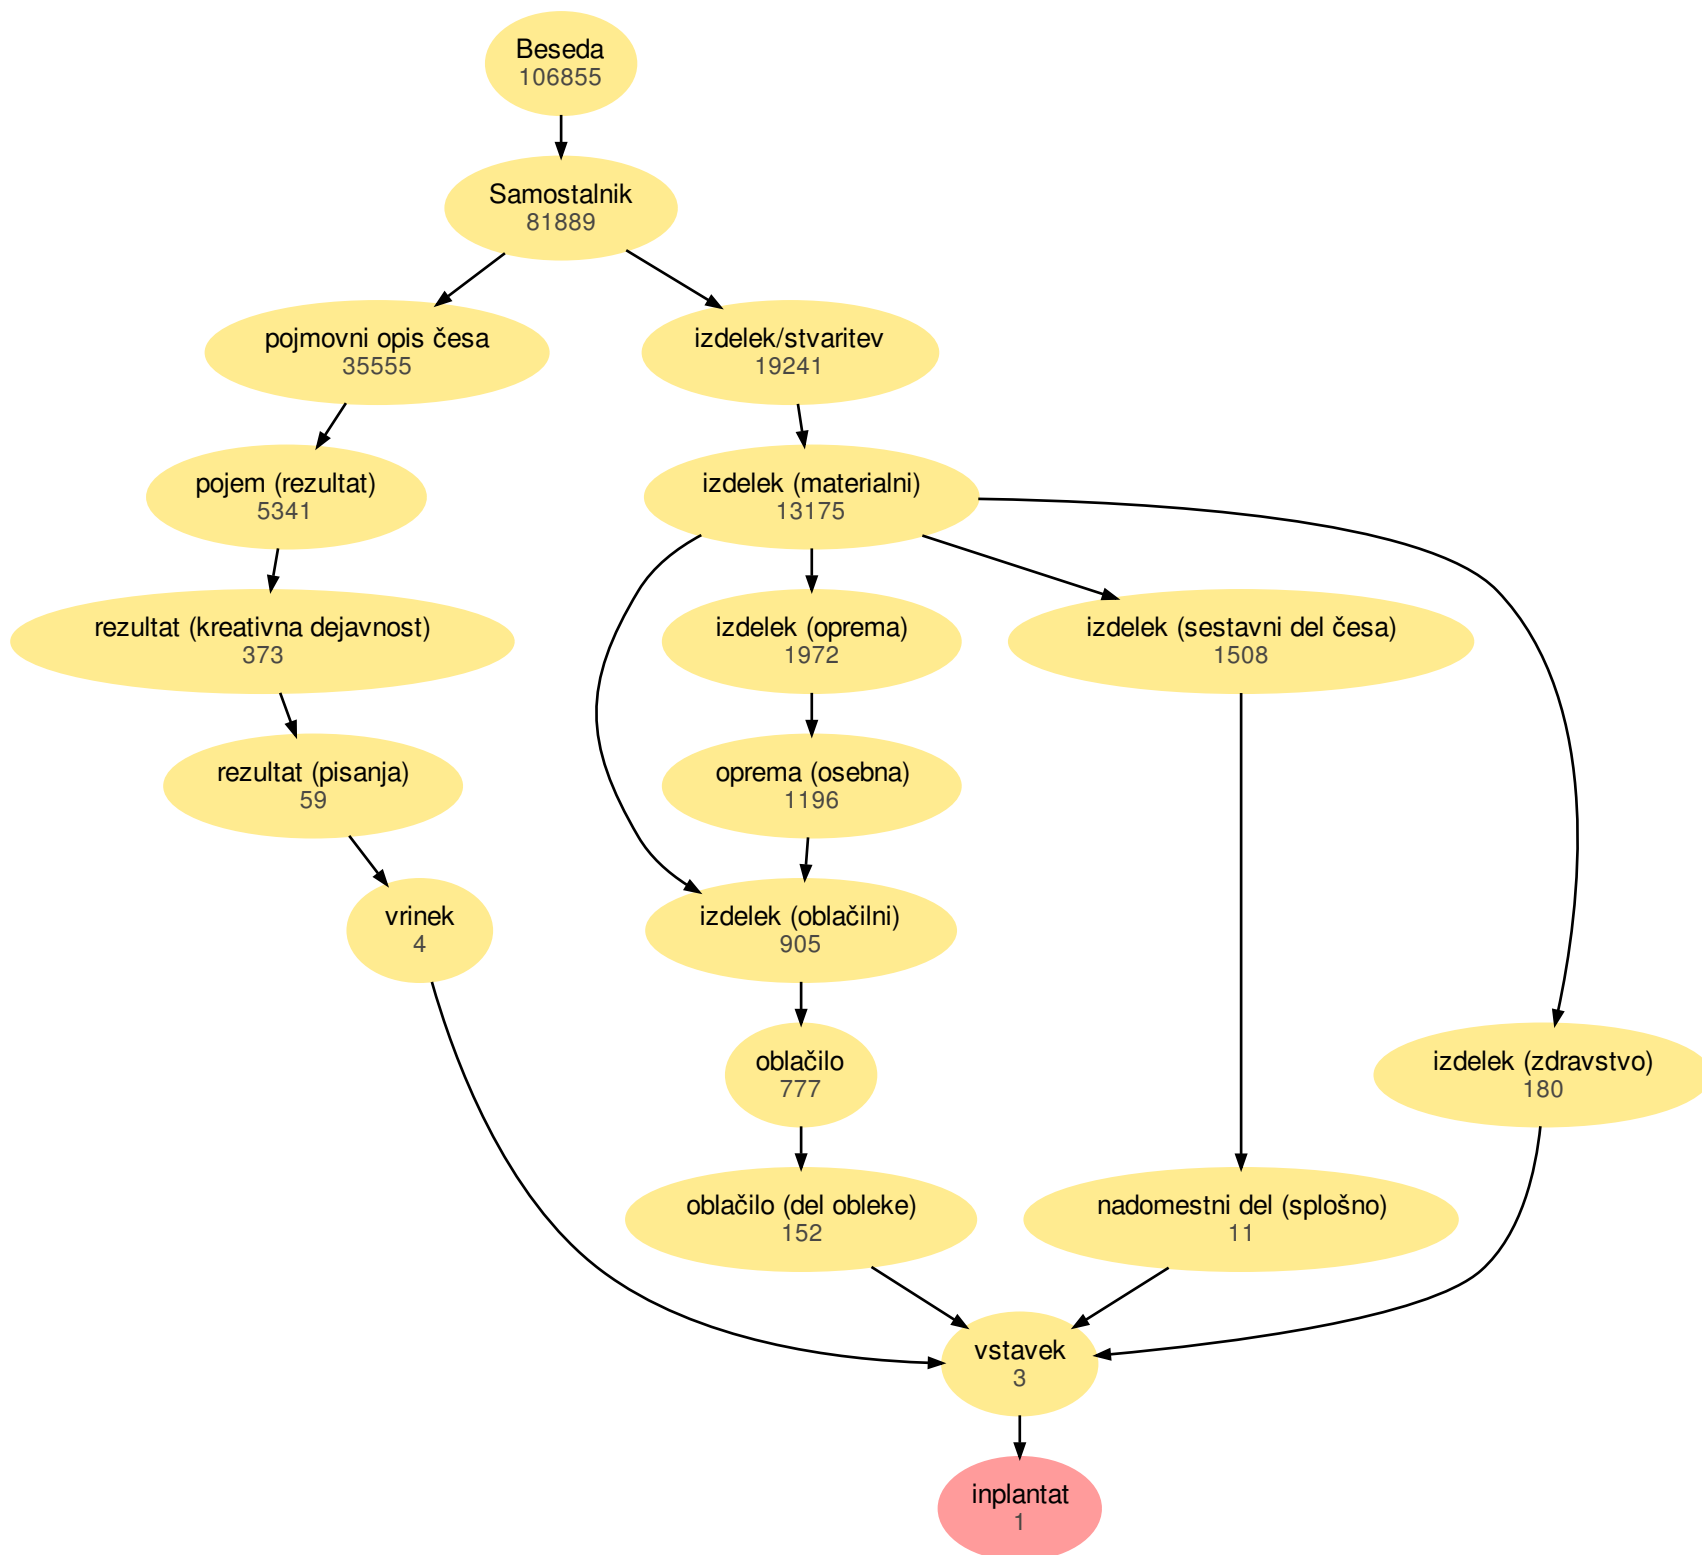 Beseda
106855
Samostalnik
81889
pojmovni opis česa
35555
izdelek/stvaritev
19241
pojem (rezultat)
5341
izdelek (materialni)
13175
rezultat (kreativna dejavnost)
373
izdelek (oprema)
1972
izdelek (sestavni del česa)
1508
rezultat (pisanja)
59
oprema (osebna)
1196
vrinek
4
izdelek (oblačilni)
905
oblačilo
777
izdelek (zdravstvo)
180
oblačilo (del obleke)
152
nadomestni del (splošno)
11
vstavek
3
inplantat
1